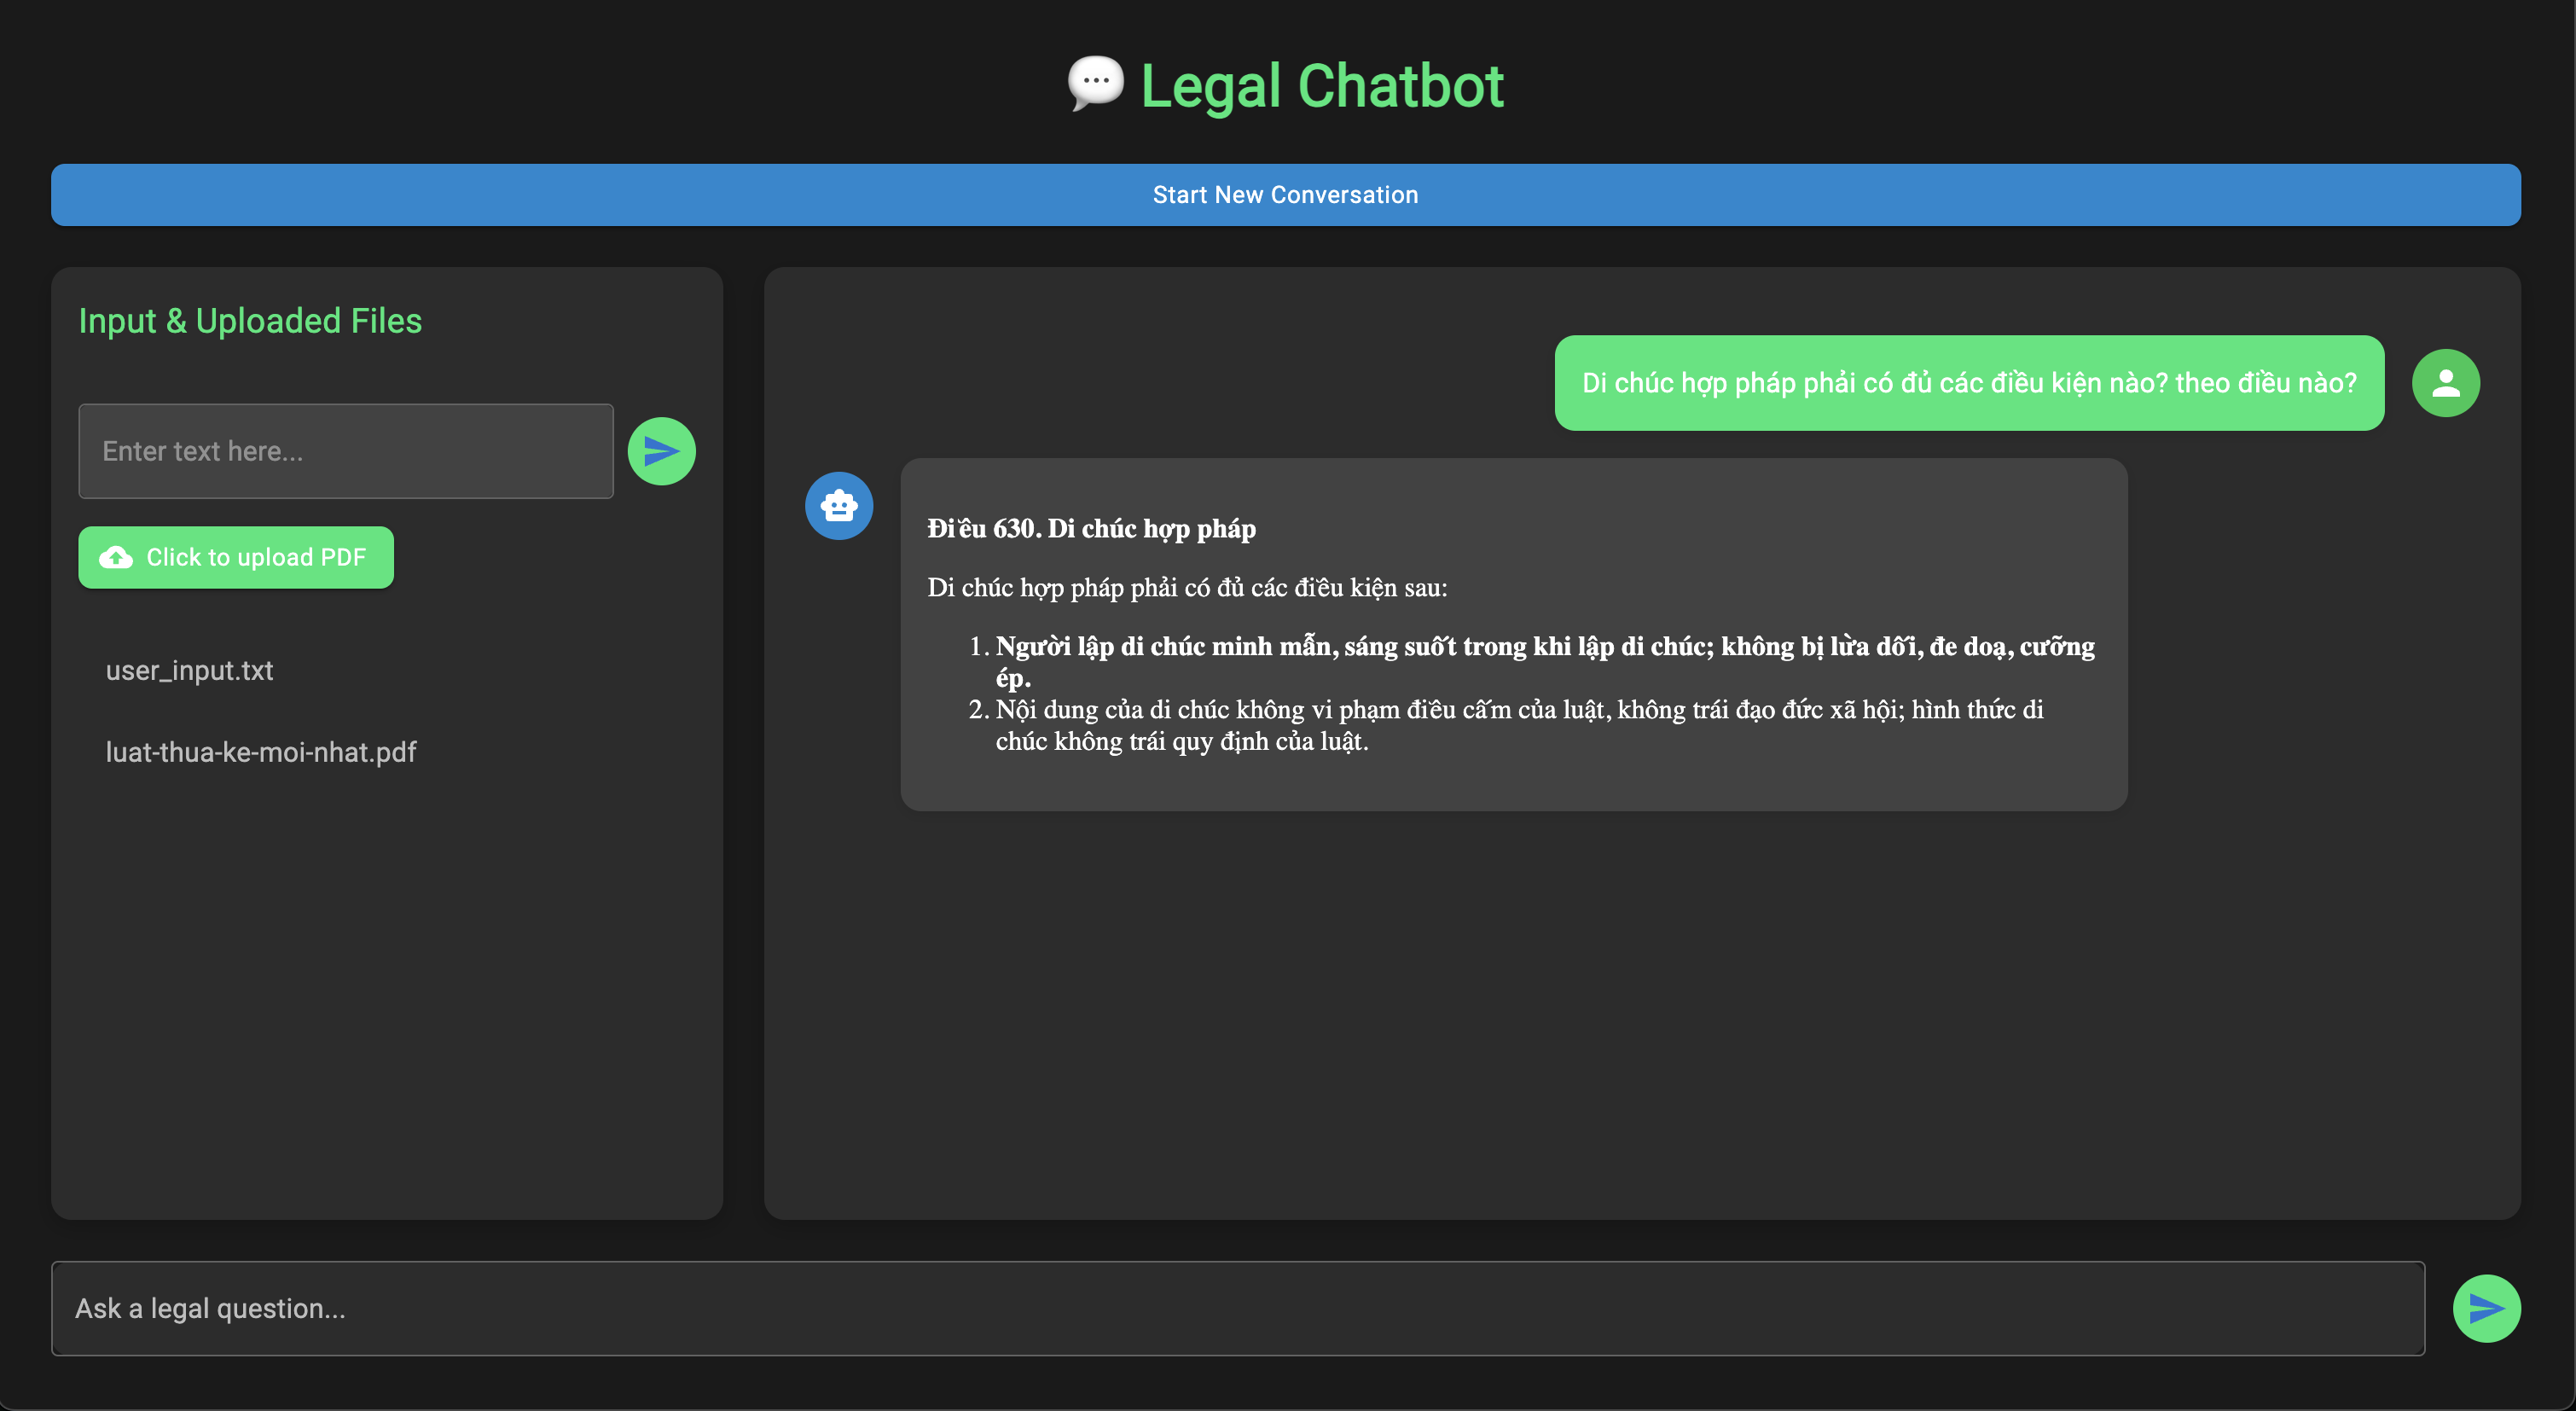 💬 Legal Chatbot
Start New Conversation
Input & Uploaded Files
Enter text here...
Click to upload PDF
user_input.txt
luat-thua-ke-moi-nhat.pdf
Di chúc hợp pháp phải có đủ các điều kiện nào? theo điều nào?
Điều 630. Di chúc hợp pháp
Di chúc hợp pháp phải có đủ các điều kiện sau:
1. Người lập di chúc minh mẫn, sáng suốt trong khi lập di chúc; không bị lừa dối, đe doạ, cưỡng
ép.
2. Nội dung của di chúc không vi phạm điều cấm của luật, không trái đạo đức xã hội; hình thức di
chúc không trái quy định của luật.
Ask a legal question...